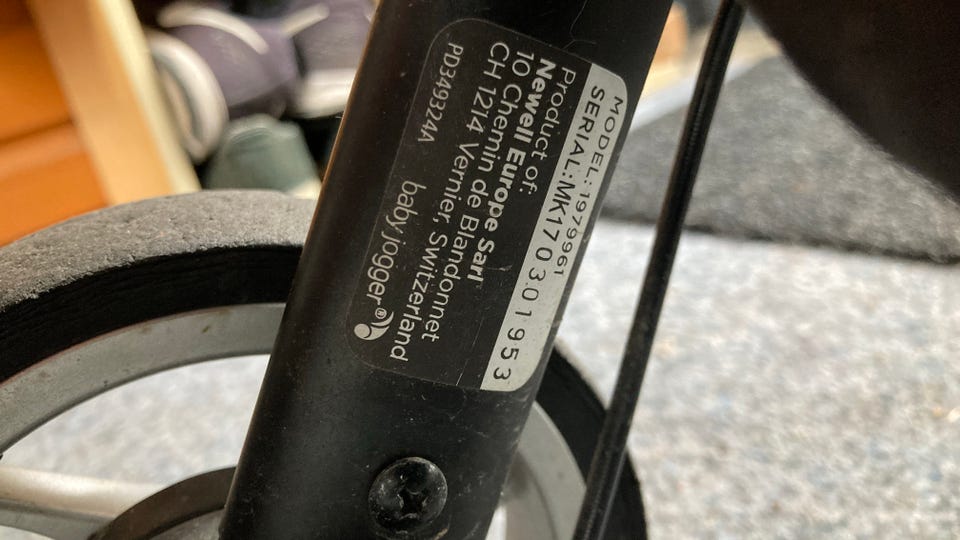 MODEL: 1979961
SERIAL: MK170301953
Product of:
Newell Europe Sarl
10 Chemin de Blandonnet
CH 1214 Vernier, Switzerland
PD349324A
baby jogger®